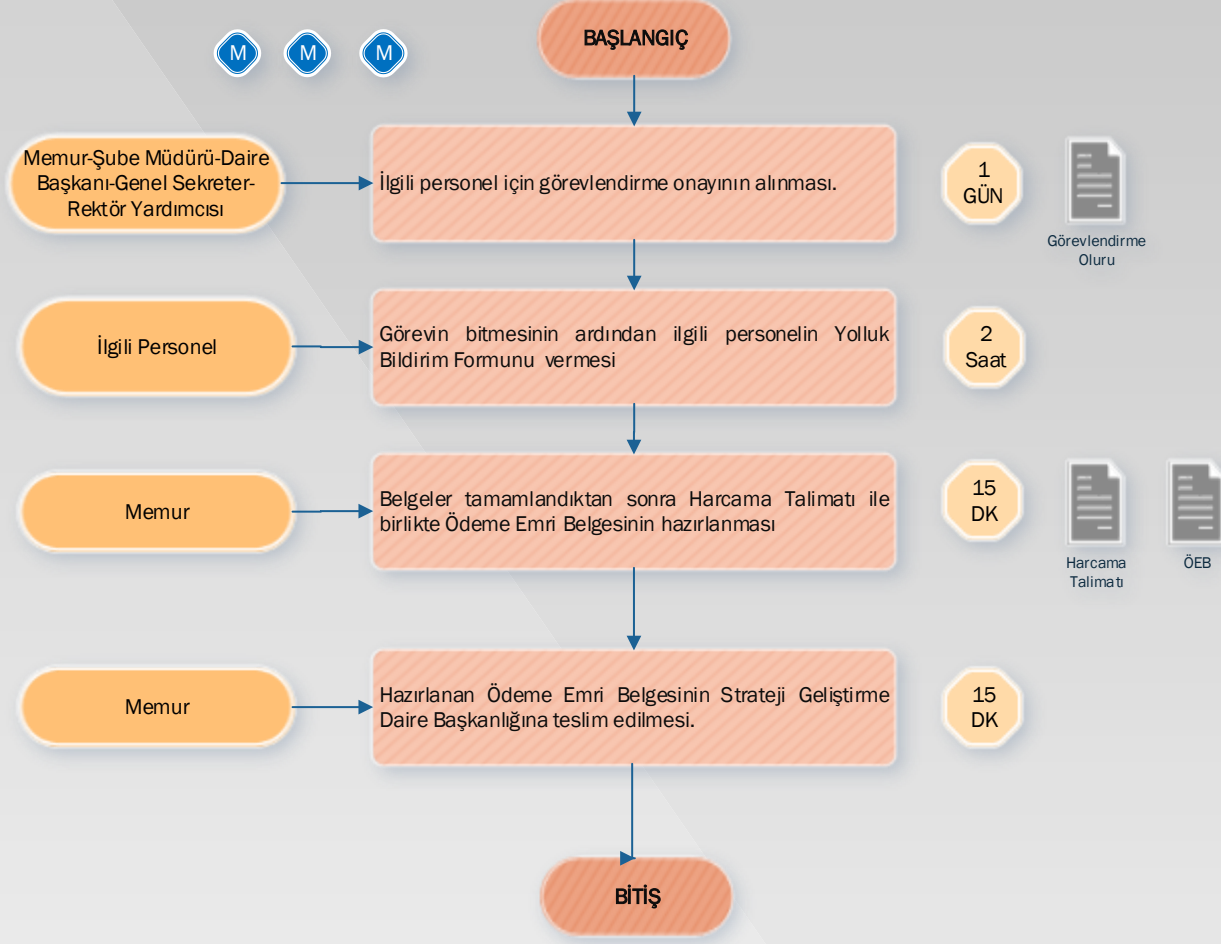 M M M
BAŞLANGIÇ
Memur-Şube Müdürü-Daire
Başkanı-Genel Sekreter-
Rektör Yardımcısı
İlgili personel için görevlendirme onayının alınması.
1
GÜN
Görevlendirme
Oluru
İlgili Personel
Görevin bitmesinin ardından ilgili personelin Yolluk
Bildirim Formunu vermesi
2
Saat
Memur
Belgeler tamamlandıktan sonra Harcama Talimatı ile
birlikte Ödeme Emri Belgesinin hazırlanması
15
DK
Harcama
Talimatı
ÖEB
Memur
Hazırlanan Ödeme Emri Belgesinin Strateji Geliştirme
Daire Başkanlığına teslim edilmesi.
15
DK
BİTİŞ